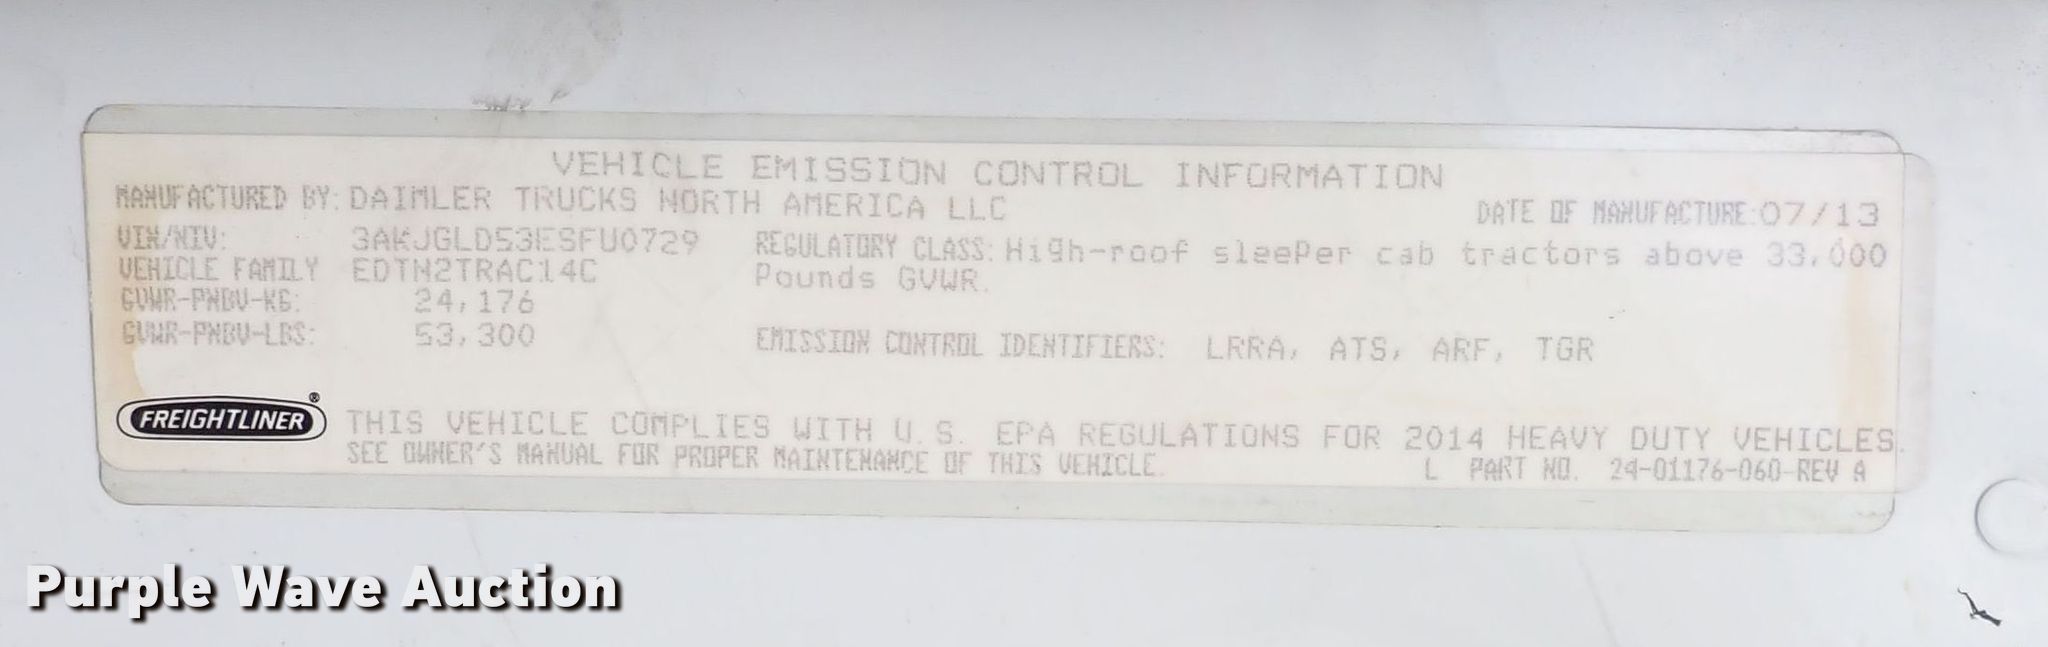 VEHICLE EMISSION CONTROL INFORMATION
MANUFACTURED BY: DAIMLER TRUCKS NORTH AMERICA LLC
DATE OF MANUFACTURE: 07/13
VIN/NIV: 3AKJGLD53ESFU0729
REGULATORY CLASS: High-roof sleeper cab tractors above 33,000
VEHICLE FAMILY EDTN2TRAC14C
Pounds GVWR.
GVWR-PNBV-KG: 24,176
GVWR-PNBV-LBS: 53,300
EMISSION CONTROL IDENTIFIERS: LRRA, ATS, ARF, TGR
FREIGHTLINER®
THIS VEHICLE COMPLIES WITH U.S. EPA REGULATIONS FOR 2014 HEAVY DUTY VEHICLES.
SEE OWNER'S MANUAL FOR PROPER MAINTENANCE OF THIS VEHICLE.
L PART NO. 24-01176-060-REV A
Purple Wave Auction